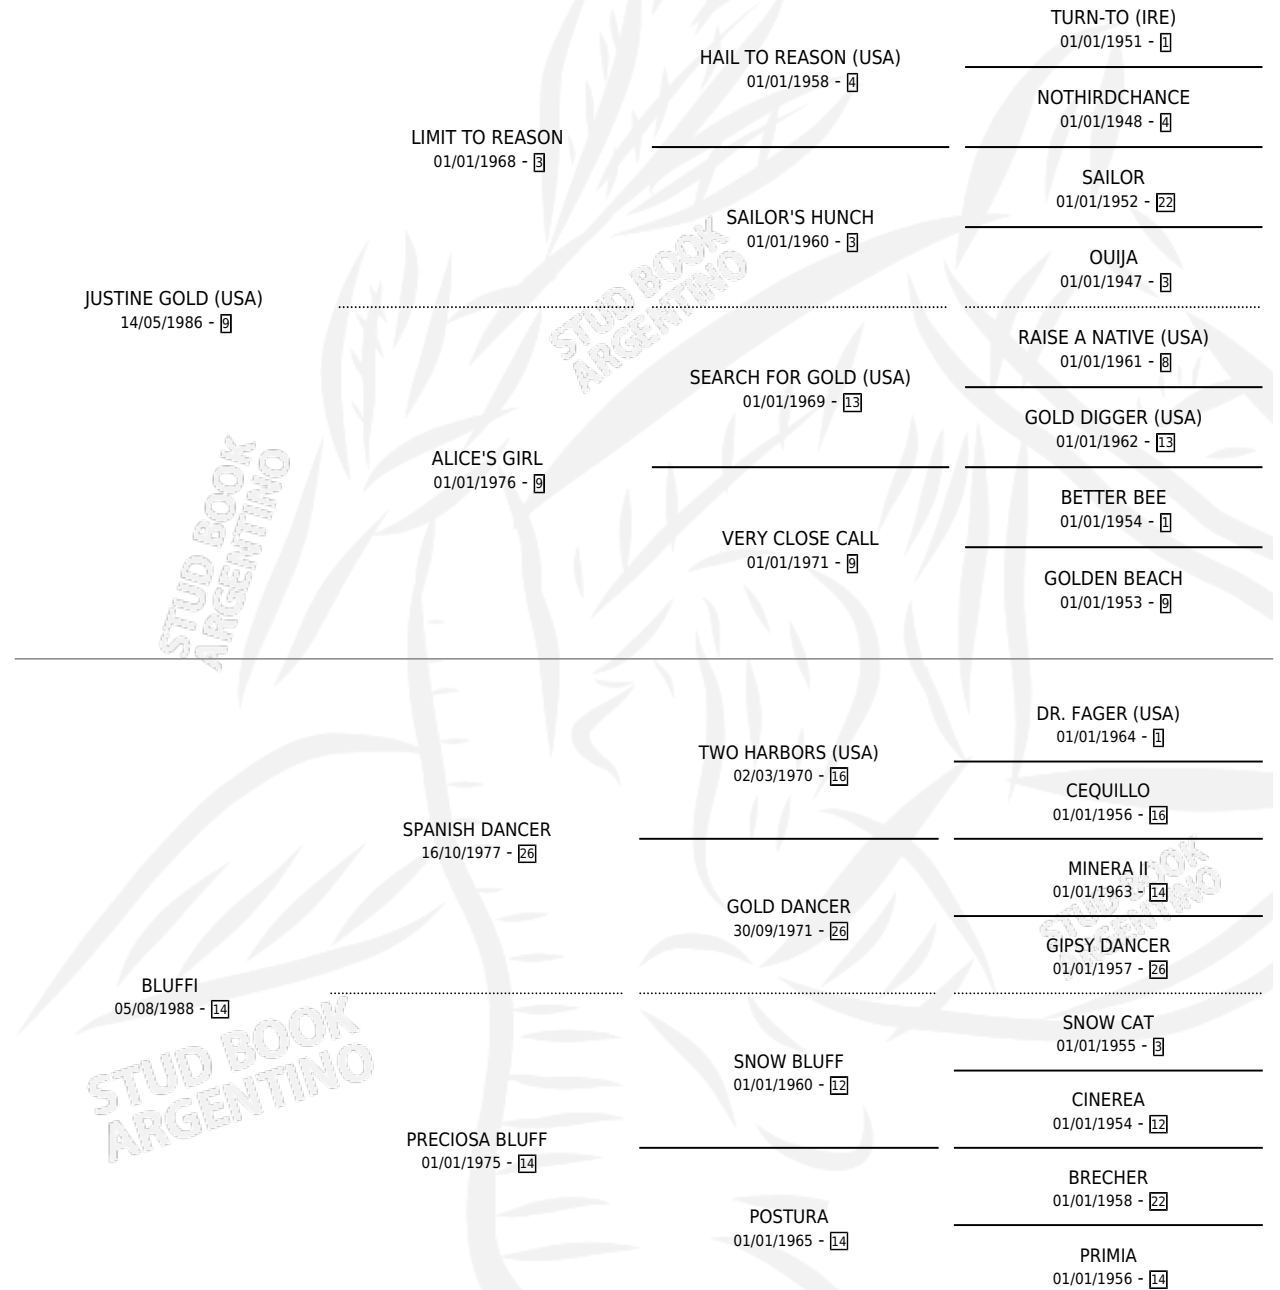 TURN-TO (IRE)
01/01/1951 - 1
HAIL TO REASON (USA)
01/01/1958 - 4
NOTHIRDCHANCE
01/01/1948 - 4
LIMIT TO REASON
01/01/1968 - 3
SAILOR
01/01/1952 - 22
SAILOR'S HUNCH
01/01/1960 - 3
OUIJA
01/01/1947 - 3
JUSTINE GOLD (USA)
14/05/1986 - 9
RAISE A NATIVE (USA)
01/01/1961 - 8
SEARCH FOR GOLD (USA)
01/01/1969 - 13
GOLD DIGGER (USA)
01/01/1962 - 13
ALICE'S GIRL
01/01/1976 - 9
BETTER BEE
01/01/1954 - 1
VERY CLOSE CALL
01/01/1971 - 9
GOLDEN BEACH
01/01/1953 - 9
DR. FAGER (USA)
01/01/1964 - 1
TWO HARBORS (USA)
02/03/1970 - 16
CEQUILLO
01/01/1956 - 16
SPANISH DANCER
16/10/1977 - 26
MINERA II
01/01/1963 - 14
GOLD DANCER
30/09/1971 - 26
GIPSY DANCER
01/01/1957 - 26
BLUFFI
05/08/1988 - 14
SNOW CAT
01/01/1955 - 3
SNOW BLUFF
01/01/1960 - 12
CINEREA
01/01/1954 - 12
PRECIOSA BLUFF
01/01/1975 - 14
BRECHER
01/01/1958 - 22
POSTURA
01/01/1965 - 14
PRIMIA
01/01/1956 - 14
STUD BOOK
ARGENTINO
STUD BOOK
ARGENTINO
STUD BOOK
ARGENTINO
STUD BOOK
ARGENTINO